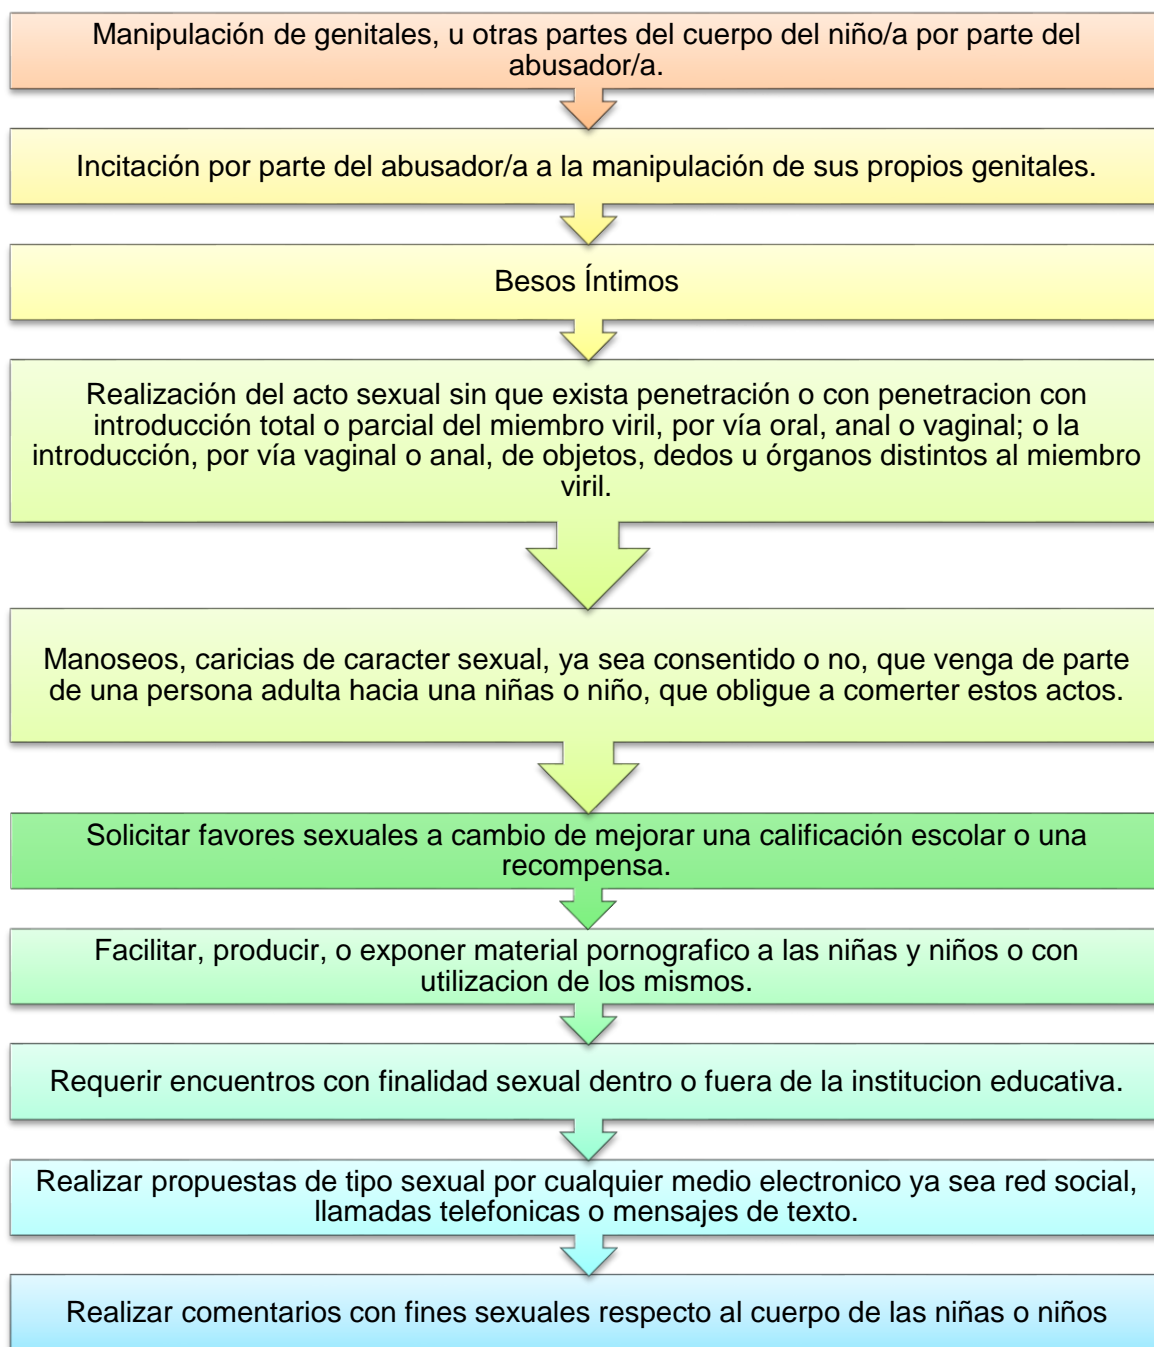 Manipulación de genitales, u otras partes del cuerpo del niño/a por parte del
abusador/a.
Incitación por parte del abusador/a a la manipulación de sus propios genitales.
Besos Íntimos
Realización del acto sexual sin que exista penetración o con penetracion con
introducción total o parcial del miembro viril, por vía oral, anal o vaginal; o la
introducción, por vía vaginal o anal, de objetos, dedos u órganos distintos al miembro
viril.
Manoseos, caricias de caracter sexual, ya sea consentido o no, que venga de parte
de una persona adulta hacia una niñas o niño, que obligue a comerter estos actos.
Solicitar favores sexuales a cambio de mejorar una calificación escolar o una
recompensa.
Facilitar, producir, o exponer material pornografico a las niñas y niños o con
utilizacion de los mismos.
Requerir encuentros con finalidad sexual dentro o fuera de la institucion educativa.
Realizar propuestas de tipo sexual por cualquier medio electronico ya sea red social,
llamadas telefonicas o mensajes de texto.
Realizar comentarios con fines sexuales respecto al cuerpo de las niñas o niños